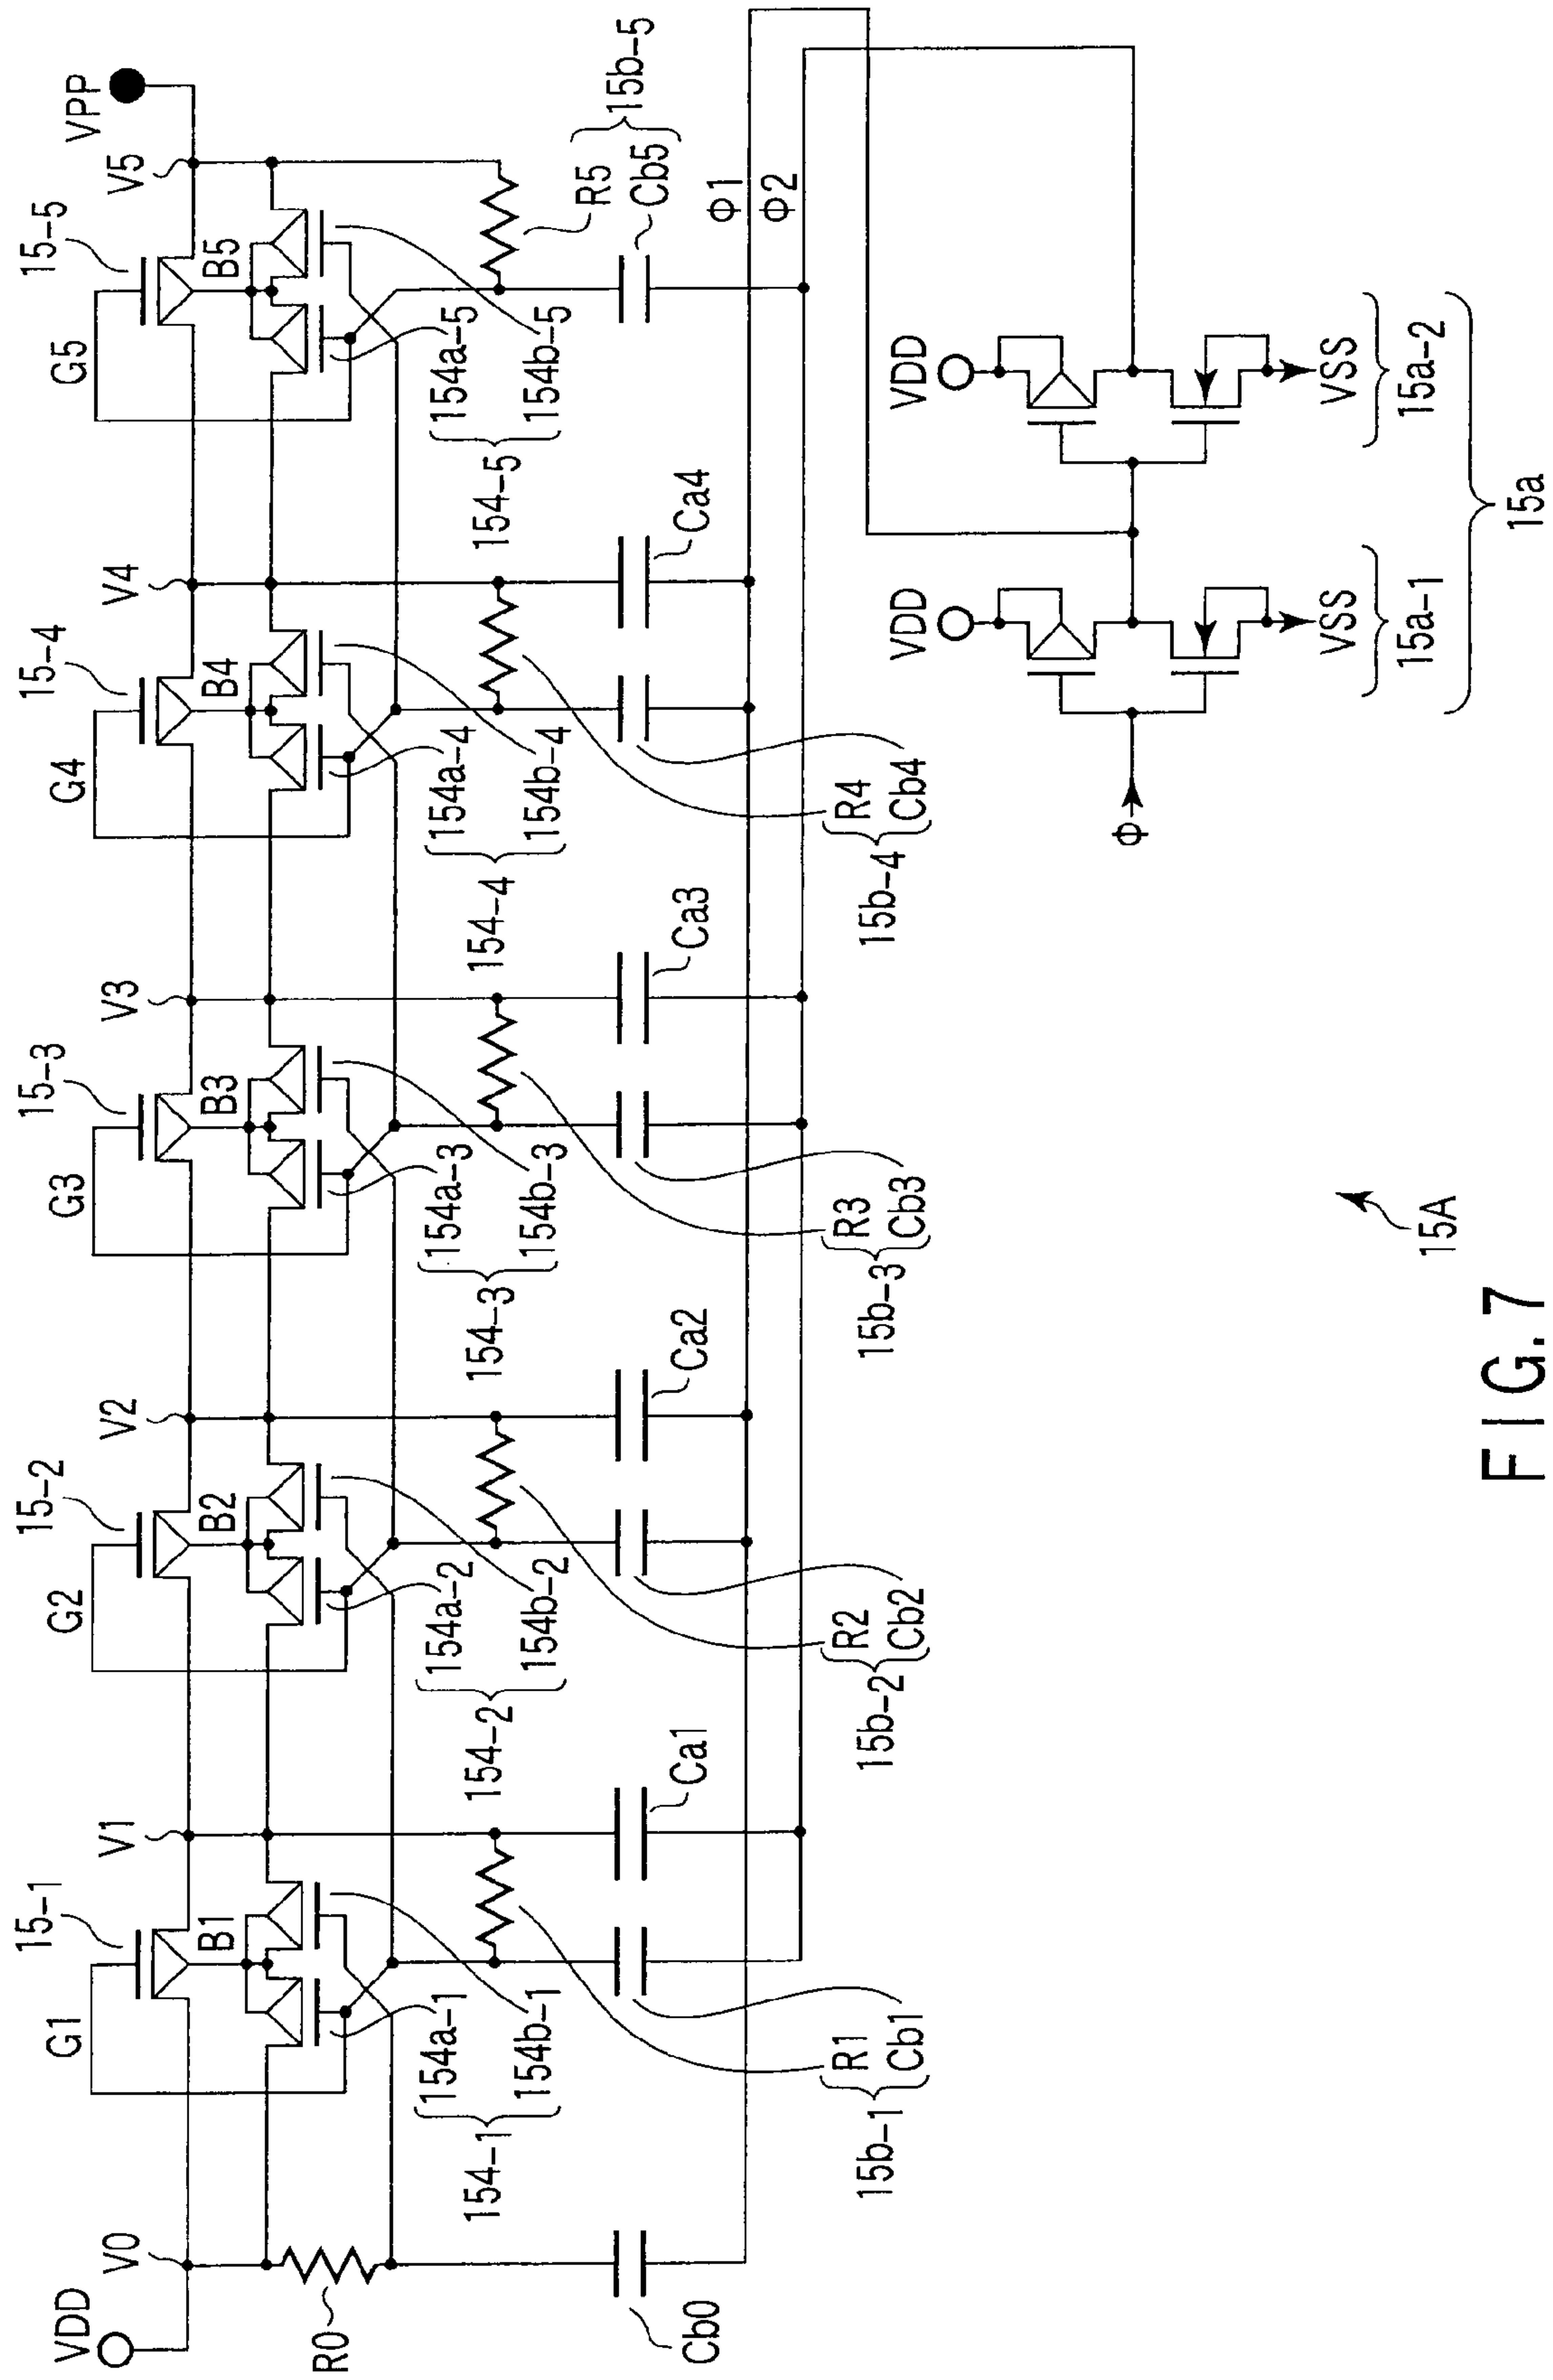 VDD
V0
G1
15-1
B1
V1
G2
15-2
B2
V2
G3
15-3
B3
V3
G4
15-4
B4
V4
G5
15-5
B5
V5
VPP
R0
Cb0
154a-1
154b-1
154-1
R1
Cb1
15b-1
Ca1
154a-2
154b-2
154-2
R2
Cb2
15b-2
Ca2
154a-3
154b-3
154-3
R3
Cb3
15b-3
Ca3
154a-4
154b-4
154-4
R4
Cb4
15b-4
Ca4
154a-5
154b-5
154-5
R5
Cb5
15b-5
Φ1
Φ2
Φ
VDD
VSS
15a-1
VDD
VSS
15a-2
15a
15A
FIG. 7